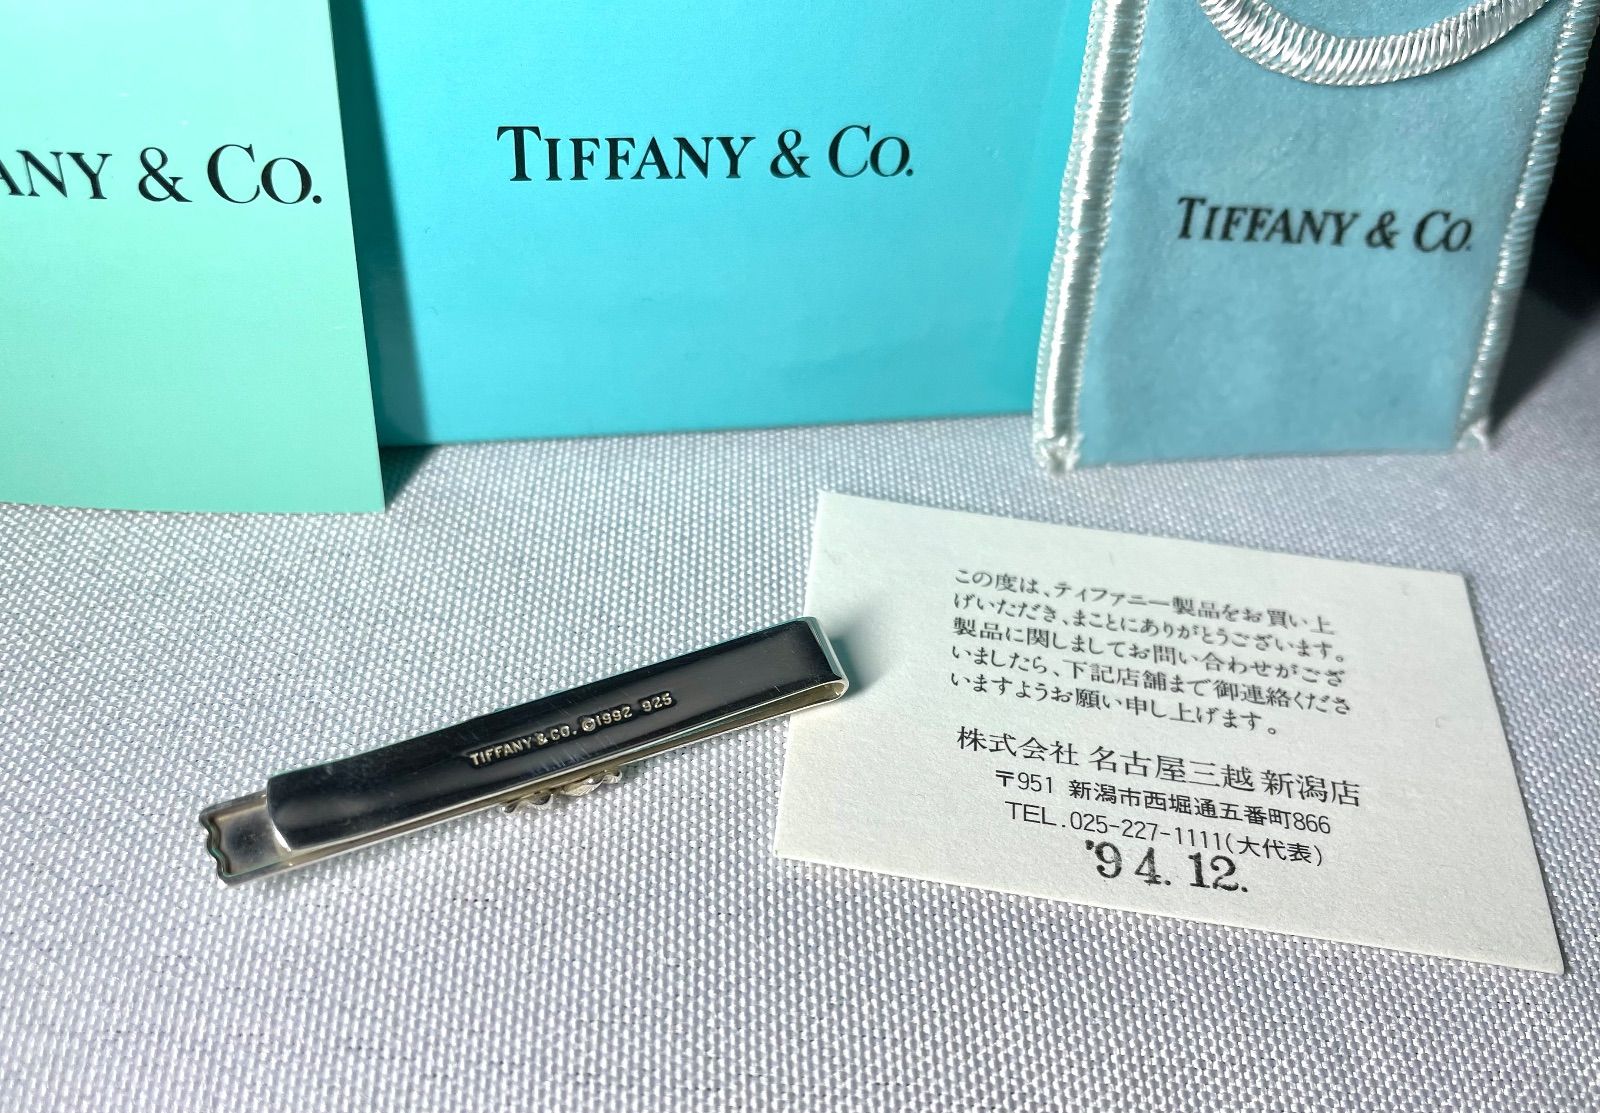 ANY & CO.
TIFFANY & CO.
TIFFANY & CO.
TIFFANY & CO. ©1992 925
この度は、ティファニー製品をお買い上
げいただき、まことにありがとうございます。
製品に関しましてお問い合わせがござ
いましたら、下記店舗まで御連絡くださ
いますようお願い申し上げます。
株式会社 名古屋三越 新潟店
〒951 新潟市西堀通五番町866
TEL.025-227-1111(大代表)
'94.12.